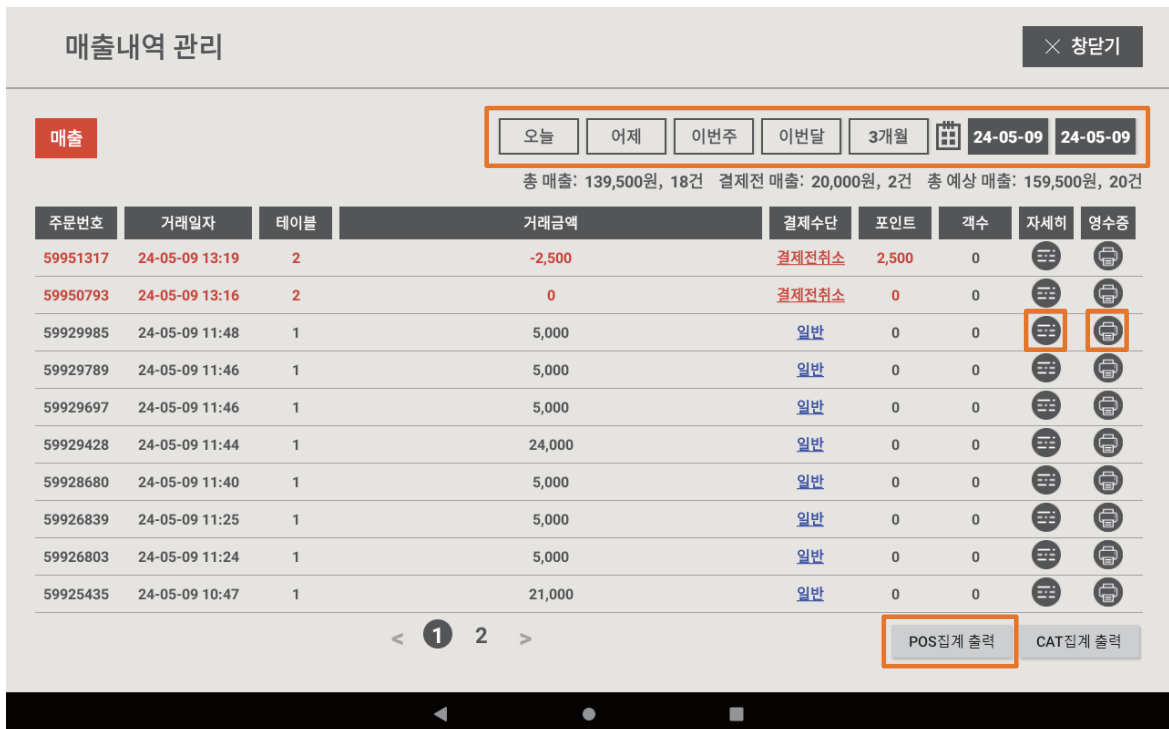 매출내역 관리
× 창닫기
매출
오늘 어제 이번주 이번달 3개월 24-05-09 24-05-09
총 매출: 139,500원, 18건 결제전 매출: 20,000원, 2건 총 예상 매출: 159,500원, 20건
주문번호 거래일자 테이블 거래금액 결제수단 포인트 객수 자세히 영수증
59951317 24-05-09 13:19 2 -2,500 결제전취소 2,500 0
59950793 24-05-09 13:16 2 0 결제전취소 0 0
59929985 24-05-09 11:48 1 5,000 일반 0 0
59929789 24-05-09 11:46 1 5,000 일반 0 0
59929697 24-05-09 11:46 1 5,000 일반 0 0
59929428 24-05-09 11:44 1 24,000 일반 0 0
59928680 24-05-09 11:40 1 5,000 일반 0 0
59926839 24-05-09 11:25 1 5,000 일반 0 0
59926803 24-05-09 11:24 1 5,000 일반 0 0
59925435 24-05-09 10:47 1 21,000 일반 0 0
< 1 2 >
POS집계 출력 CAT집계 출력